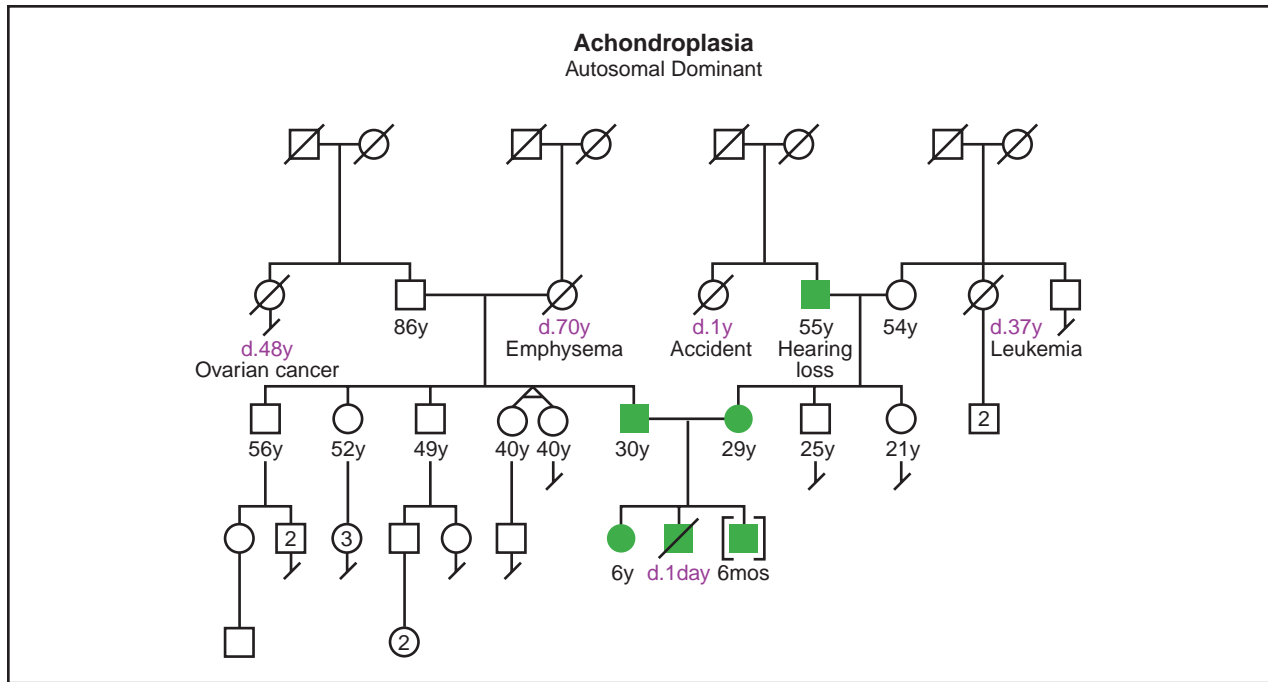 Achondroplasia
Autosomal Dominant
86y 54y
d.48y d.70y d.1y 55y d.37y
Ovarian cancer Emphysema Accident Hearing Leukemia
loss
2
56y 52y 49y 40y 40y 30y 29y 25y 21y
2 3
6y d.1day 6mos
2